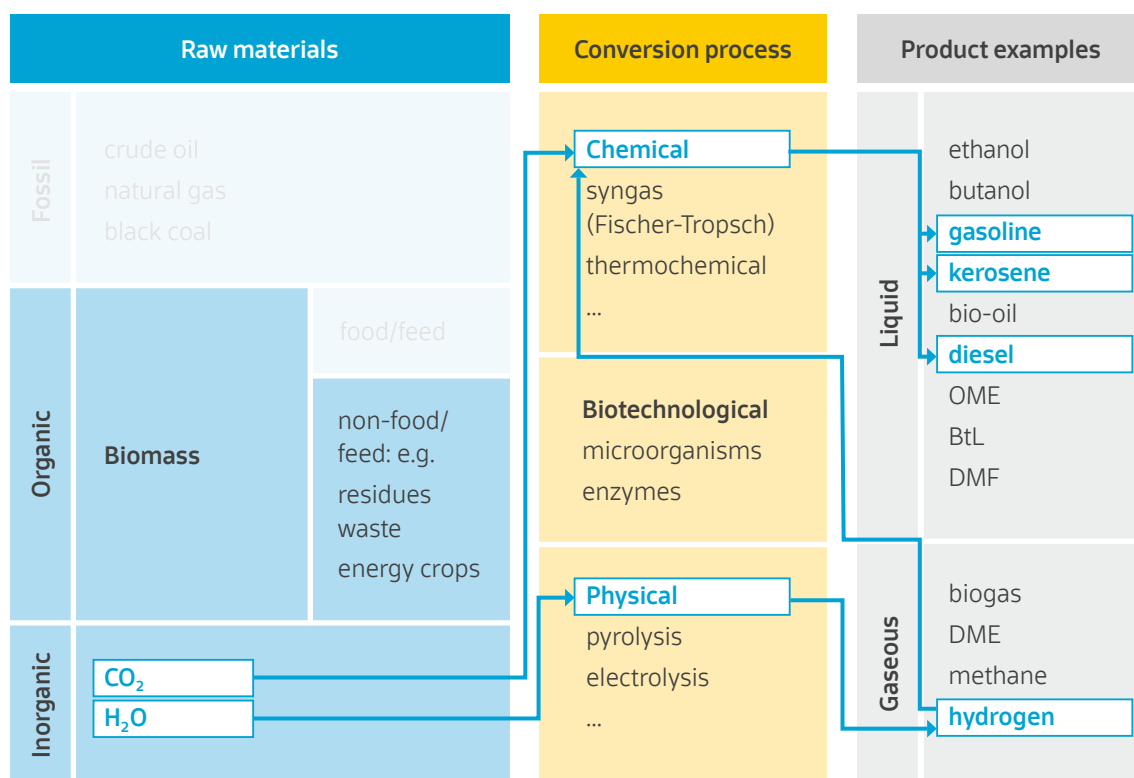 Raw materials
Conversion process
Product examples
Fossil
crude oil
natural gas
black coal
Organic
Biomass
food/feed
non-food/
feed: e.g.
residues
waste
energy crops
Inorganic
CO₂
H₂O
Chemical
syngas
(Fischer-Tropsch)
thermochemical
...
Biotechnological
microorganisms
enzymes
Physical
pyrolysis
electrolysis
...
Liquid
ethanol
butanol
gasoline
kerosene
bio-oil
diesel
OME
BtL
DMF
Gaseous
biogas
DME
methane
hydrogen